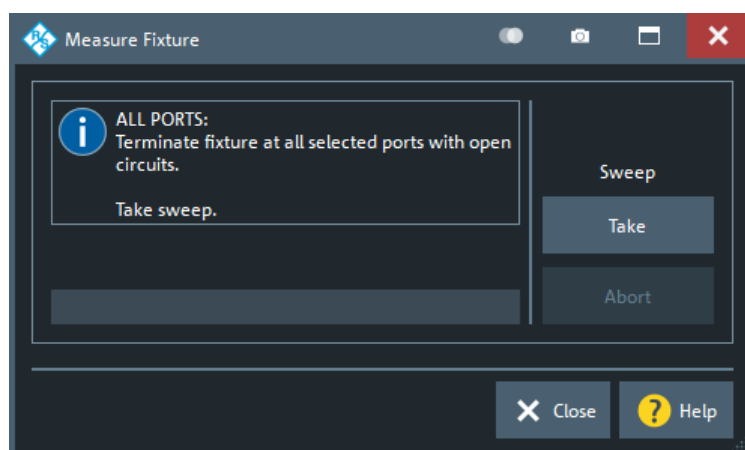 Measure Fixture
ALL PORTS:
Terminate fixture at all selected ports with open
circuits.
Take sweep.
Sweep
Take
Abort
Close
Help